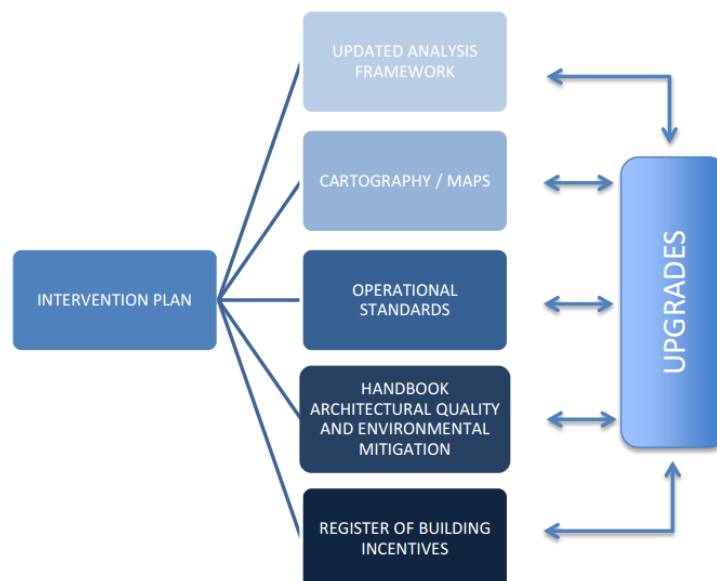 UPDATED ANALYSIS
FRAMEWORK
CARTOGRAPHY / MAPS
INTERVENTION PLAN
OPERATIONAL
STANDARDS
HANDBOOK
ARCHITECTURAL QUALITY
AND ENVIRONMENTAL
MITIGATION
REGISTER OF BUILDING
INCENTIVES
UPGRADES